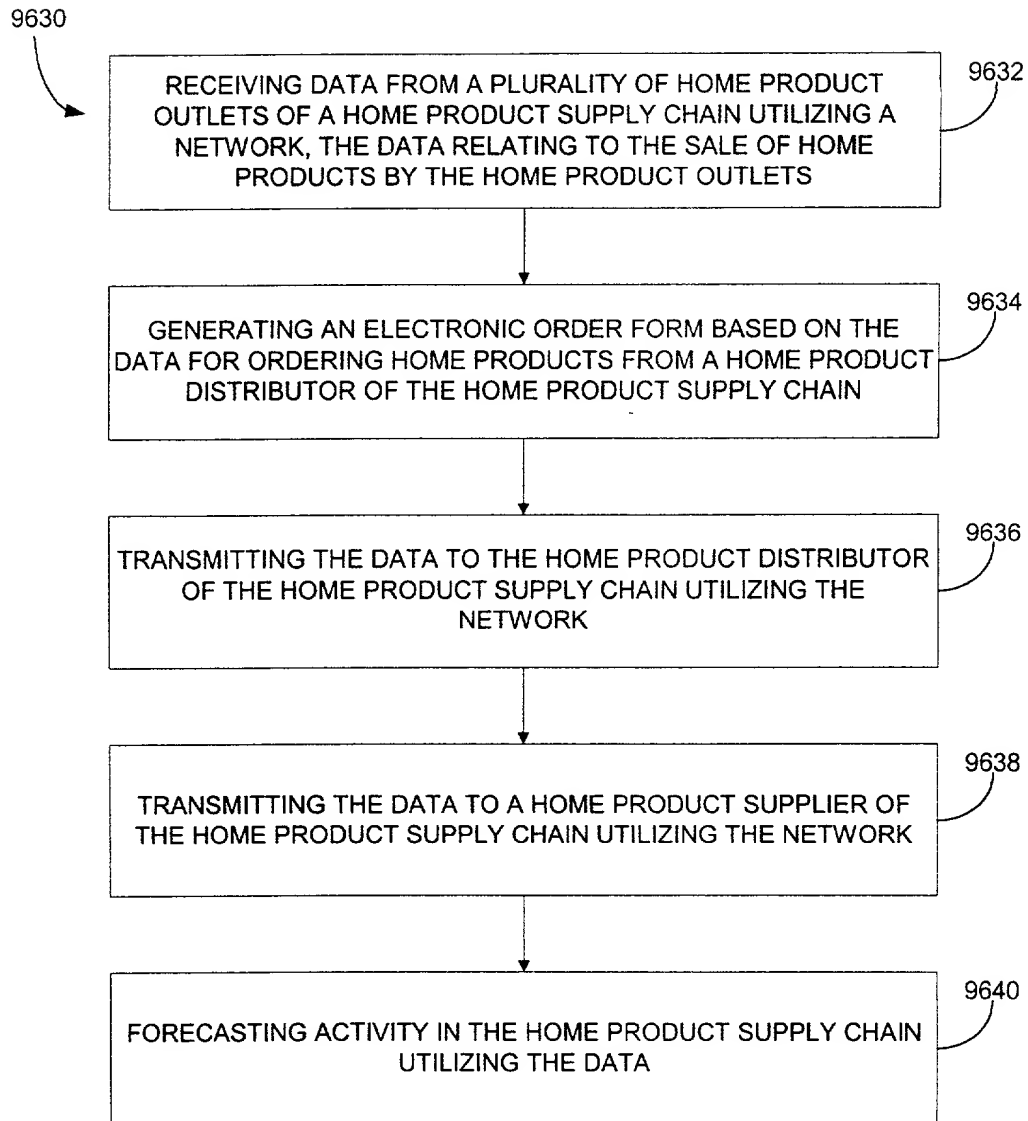 9630
RECEIVING DATA FROM A PLURALITY OF HOME PRODUCT
OUTLETS OF A HOME PRODUCT SUPPLY CHAIN UTILIZING A
NETWORK, THE DATA RELATING TO THE SALE OF HOME
PRODUCTS BY THE HOME PRODUCT OUTLETS
9632
GENERATING AN ELECTRONIC ORDER FORM BASED ON THE
DATA FOR ORDERING HOME PRODUCTS FROM A HOME PRODUCT
DISTRIBUTOR OF THE HOME PRODUCT SUPPLY CHAIN
9634
TRANSMITTING THE DATA TO THE HOME PRODUCT DISTRIBUTOR
OF THE HOME PRODUCT SUPPLY CHAIN UTILIZING THE
NETWORK
9636
TRANSMITTING THE DATA TO A HOME PRODUCT SUPPLIER OF
THE HOME PRODUCT SUPPLY CHAIN UTILIZING THE NETWORK
9638
FORECASTING ACTIVITY IN THE HOME PRODUCT SUPPLY CHAIN
UTILIZING THE DATA
9640